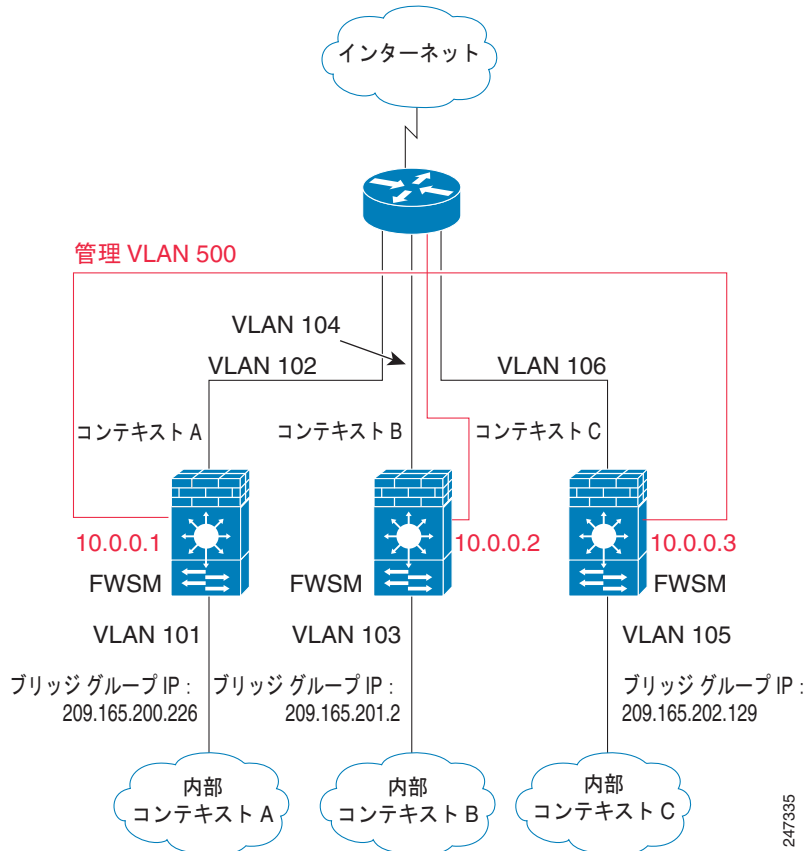 インターネット
管理 VLAN 500
VLAN 104
VLAN 102
VLAN 106
コンテキスト A
コンテキスト B
コンテキスト C
10.0.0.1
10.0.0.2
10.0.0.3
FWSM
FWSM
FWSM
VLAN 101
VLAN 103
VLAN 105
ブリッジ グループ IP :
209.165.200.226
ブリッジ グループ IP :
209.165.201.2
ブリッジ グループ IP :
209.165.202.129
内部
コンテキスト A
内部
コンテキスト B
内部
コンテキスト C
247335